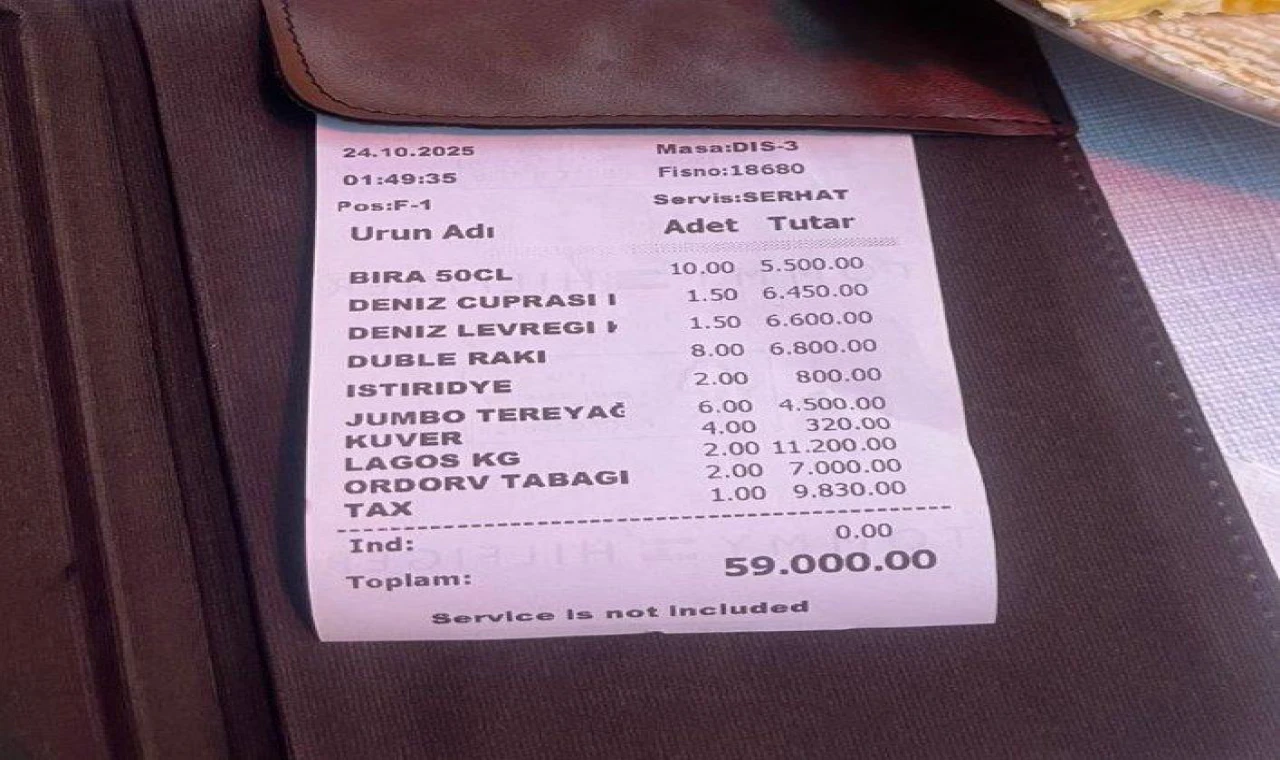 24.10.2025 Masa:DIS-3
01:49:35 Fisno:18680
Pos:F-1 Servis:SERHAT
Urun Adı Adet Tutar
BIRA 50CL 10.00 5.500.00
DENIZ CUPRASI 1.50 6.450.00
DENIZ LEVREGI 1.50 6.600.00
DUBLE RAKI 8.00 6.800.00
ISTIRIDYE 2.00 800.00
JUMBO TEREYAĞ 6.00 4.500.00
KUVER 4.00 320.00
LAGOS KG 2.00 11.200.00
ORDORV TABAGI 2.00 7.000.00
TAX 1.00 9.830.00
Ind: 0.00
Toplam: 59.000.00
Service is not included